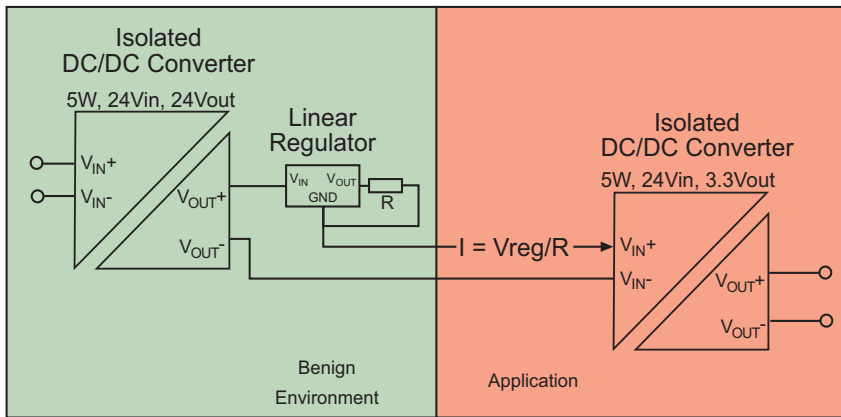 Isolated
DC/DC Converter
5W, 24Vin, 24Vout
VIN+
VIN-
VOUT+
VOUT-
Linear
Regulator
VIN
VOUT
GND
R
I = Vreg/R
Isolated
DC/DC Converter
5W, 24Vin, 3.3Vout
VIN+
VIN-
VOUT+
VOUT-
Benign
Environment
Application